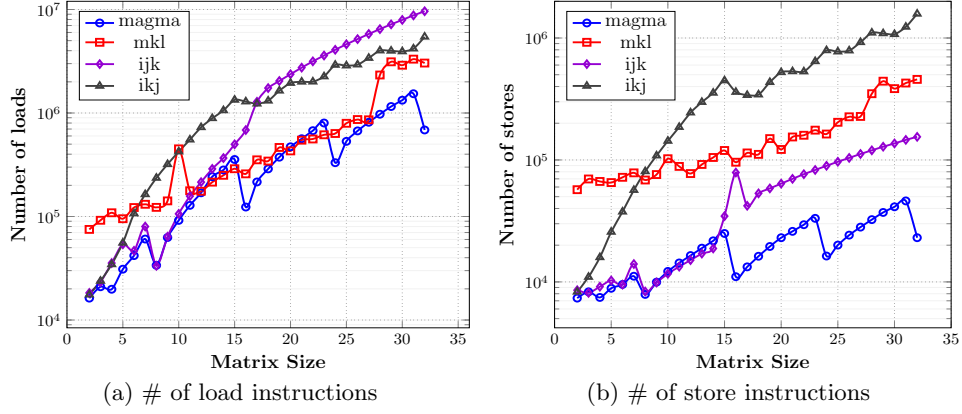 10^7
10^6
10^5
10^4
Number of loads
magma
mkl
ijk
ikj
0 5 10 15 20 25 30 35
Matrix Size
(a) # of load instructions
10^6
10^5
10^4
Number of stores
magma
mkl
ijk
ikj
0 5 10 15 20 25 30 35
Matrix Size
(b) # of store instructions